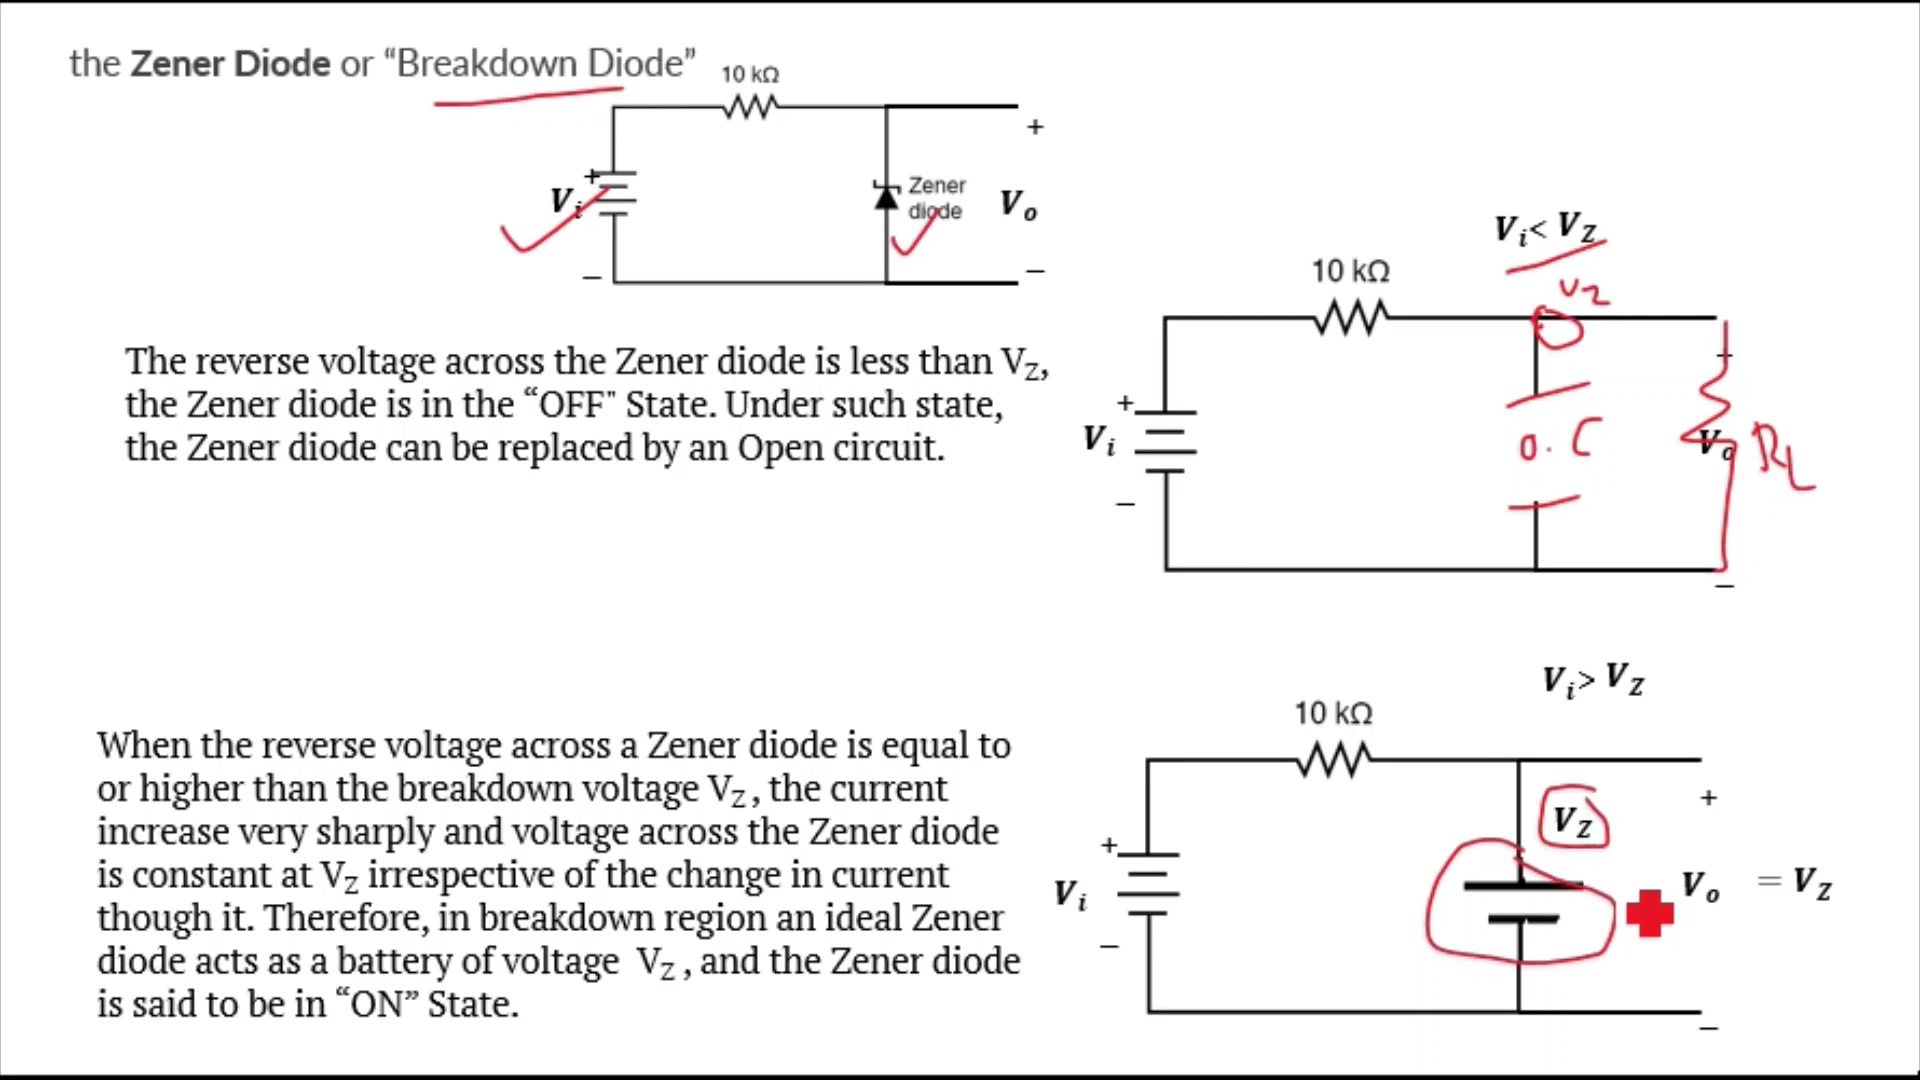 the Zener Diode or “Breakdown Diode”
10 kΩ
+
+
Vi
Zener
diode
Vo
−
−
Vi< VZ
10 kΩ
VZ
The reverse voltage across the Zener diode is less than VZ,
the Zener diode is in the “OFF" State. Under such state,
the Zener diode can be replaced by an Open circuit.
+
+
Vi
O.C
Vo
RL
−
−
Vi> VZ
10 kΩ
When the reverse voltage across a Zener diode is equal to
or higher than the breakdown voltage VZ , the current
increase very sharply and voltage across the Zener diode
is constant at VZ irrespective of the change in current
though it. Therefore, in breakdown region an ideal Zener
diode acts as a battery of voltage VZ , and the Zener diode
is said to be in “ON” State.
+
VZ
+
Vi
Vo = VZ
−
−